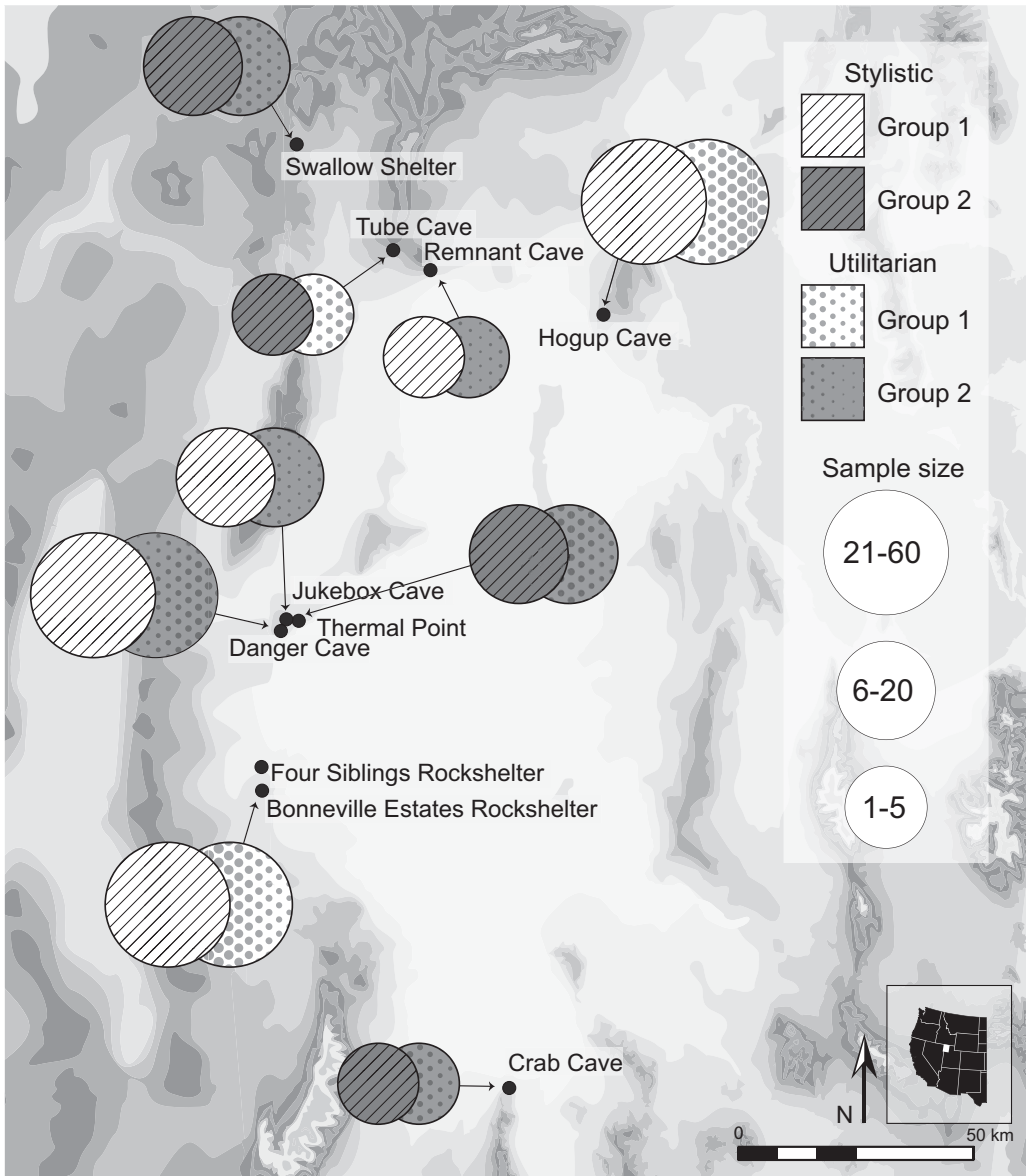 Swallow Shelter
Tube Cave
Remnant Cave
Hogup Cave
Jukebox Cave
Thermal Point
Danger Cave
Four Siblings Rockshelter
Bonneville Estates Rockshelter
Crab Cave
Stylistic
Group 1
Group 2
Utilitarian
Group 1
Group 2
Sample size
21-60
6-20
1-5
N
0 50 km